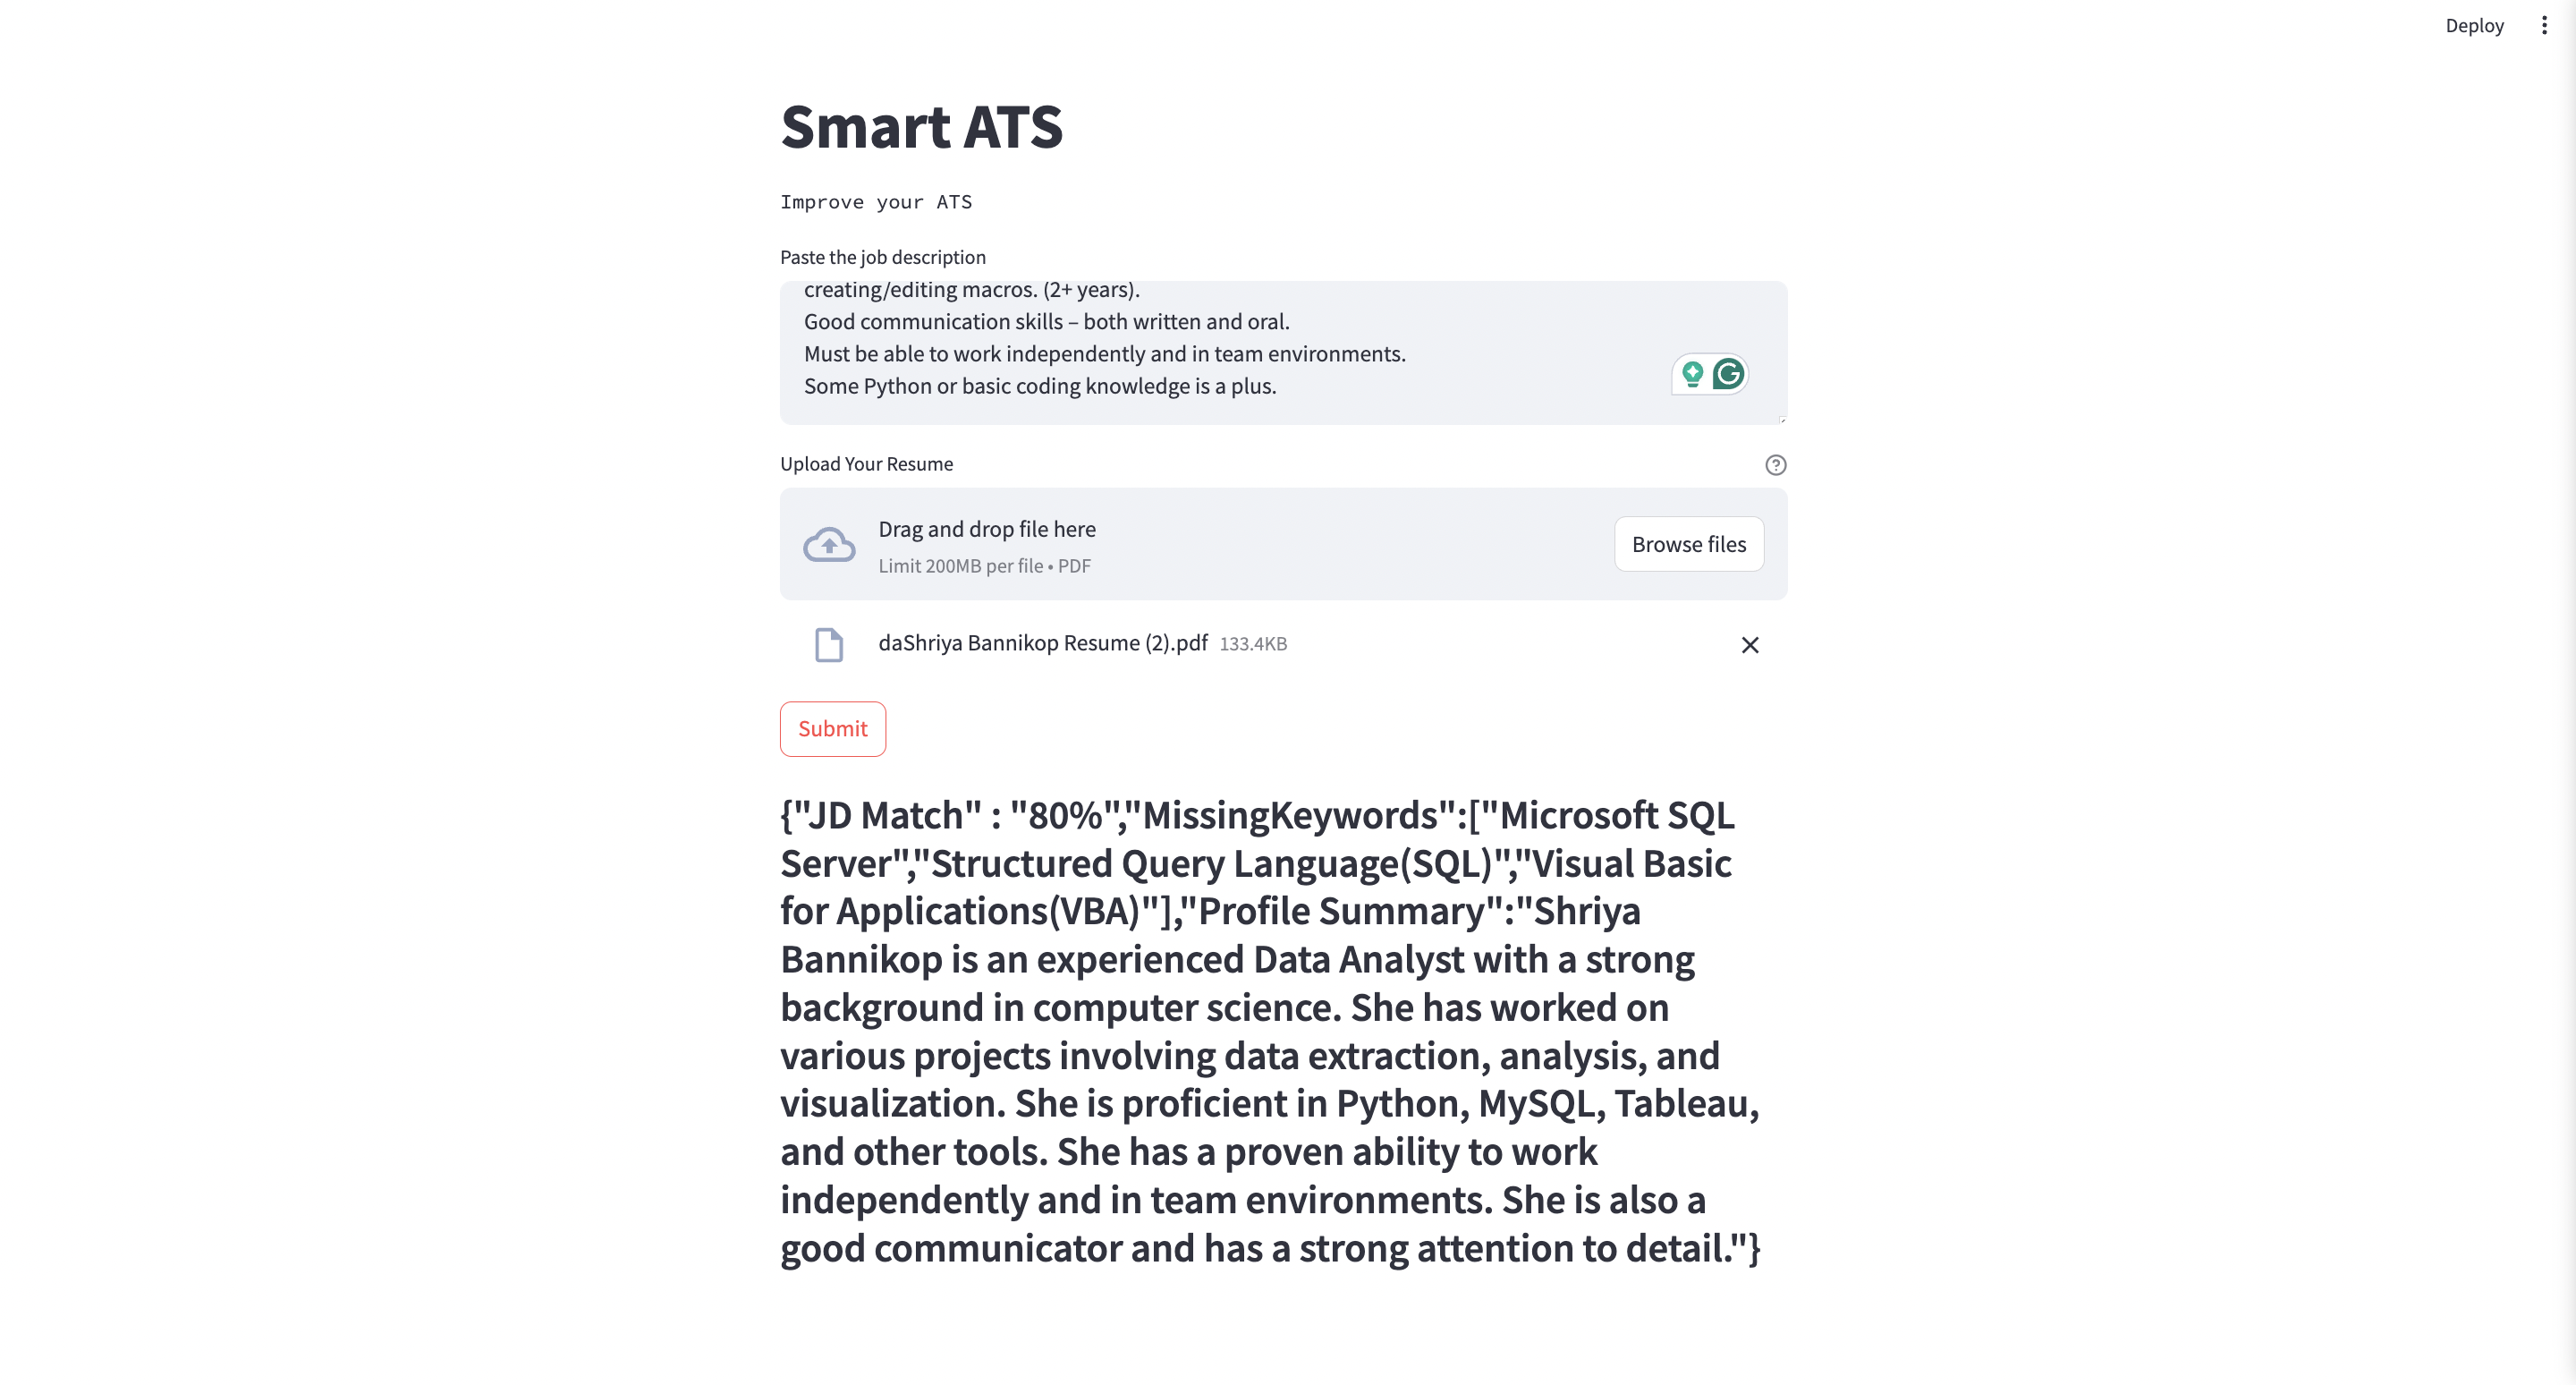 Deploy
Smart ATS
Improve your ATS
Paste the job description
creating/editing macros. (2+ years).
Good communication skills – both written and oral.
Must be able to work independently and in team environments.
Some Python or basic coding knowledge is a plus.
Upload Your Resume
Drag and drop file here
Limit 200MB per file • PDF
Browse files
daShriya Bannikop Resume (2).pdf 133.4KB
Submit
{"JD Match" : "80%","MissingKeywords":["Microsoft SQL
Server","Structured Query Language(SQL)","Visual Basic
for Applications(VBA)"],"Profile Summary":"Shriya
Bannikop is an experienced Data Analyst with a strong
background in computer science. She has worked on
various projects involving data extraction, analysis, and
visualization. She is proficient in Python, MySQL, Tableau,
and other tools. She has a proven ability to work
independently and in team environments. She is also a
good communicator and has a strong attention to detail."}